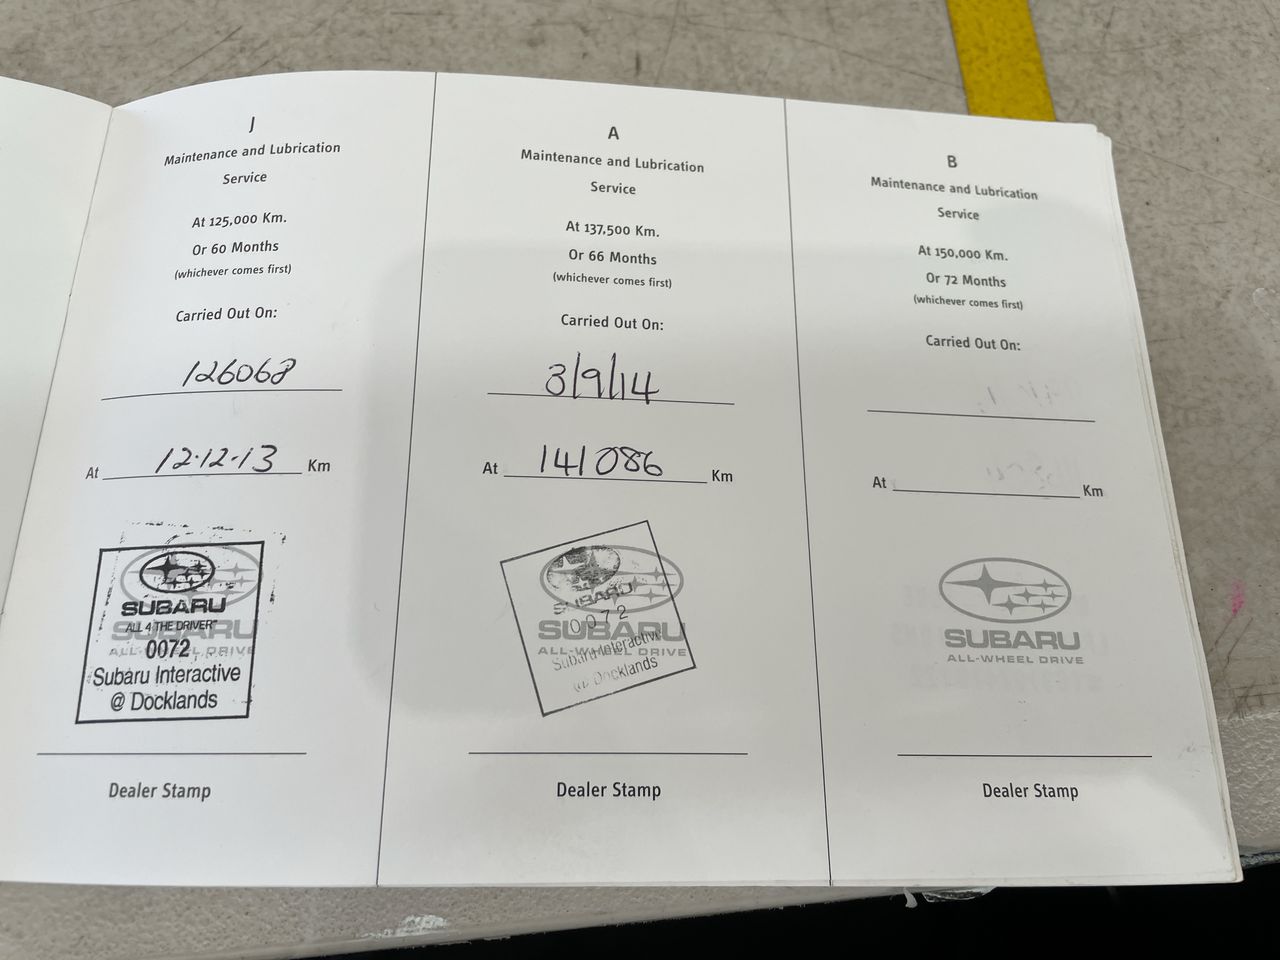 J
Maintenance and Lubrication
Service
At 125,000 Km.
Or 60 Months
(whichever comes first)
Carried Out On:
126068
At 12·12·13 Km
SUBARU
ALL 4 THE DRIVER
0072
SUBARU
ALL-WHEEL DRIVE
Subaru Interactive
@ Docklands
Dealer Stamp
A
Maintenance and Lubrication
Service
At 137,500 Km.
Or 66 Months
(whichever comes first)
Carried Out On:
3/9/14
At 141086 Km
SUBARU
0072
SUBARU
ALL-WHEEL DRIVE
Subaru Interactive
@ Docklands
Dealer Stamp
B
Maintenance and Lubrication
Service
At 150,000 Km.
Or 72 Months
(whichever comes first)
Carried Out On:
At Km
SUBARU
ALL-WHEEL DRIVE
Dealer Stamp